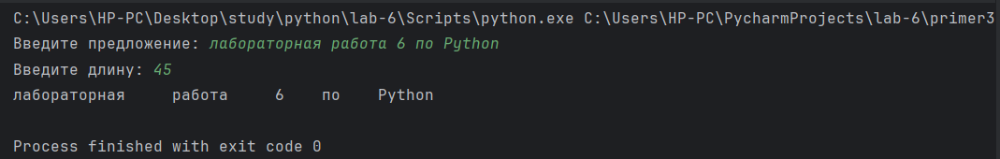 C:\Users\HP-PC\Desktop\study\python\lab-6\Scripts\python.exe C:\Users\HP-PC\PycharmProjects\lab-6\primer3
Введите предложение: лабораторная работа 6 по Python
Введите длину: 45
лабораторная     работа     6    по    Python
Process finished with exit code 0